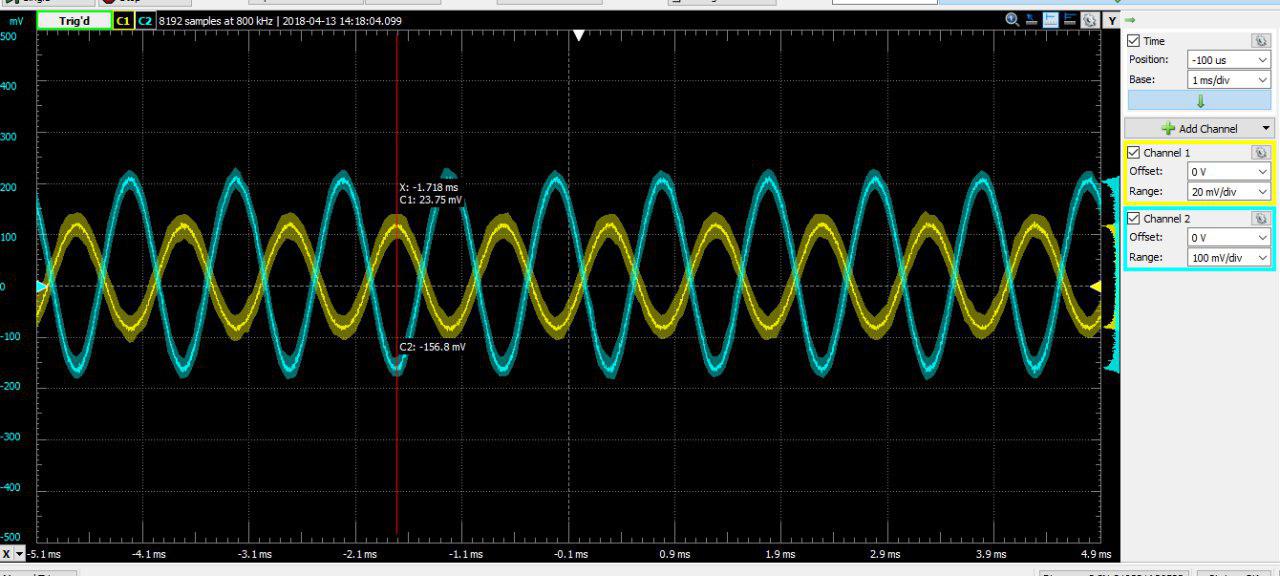 mV
Trig'd C1 C2 8192 samples at 800 kHz | 2018-04-13 14:18:04.099
Y
500
400
300
200
100
0
-100
-200
-300
-400
-500
X: -1.718 ms
C1: 23.75 mV
C2: -156.8 mV
X
-5.1 ms -4.1 ms -3.1 ms -2.1 ms -1.1 ms -0.1 ms 0.9 ms 1.9 ms 2.9 ms 3.9 ms 4.9 ms
Time
Position: -100 us
Base: 1 ms/div
Add Channel
Channel 1
Offset: 0 V
Range: 20 mV/div
Channel 2
Offset: 0 V
Range: 100 mV/div